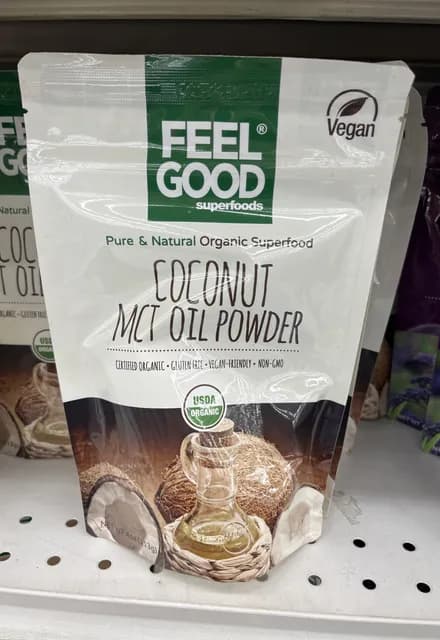 FEEL®
GOOD
superfoods
Vegan
Pure & Natural Organic Superfood
COCONUT
MCT OIL POWDER
CERTIFIED ORGANIC • GLUTEN FREE • VEGAN-FRIENDLY • NON-GMO
USDA
ORGANIC